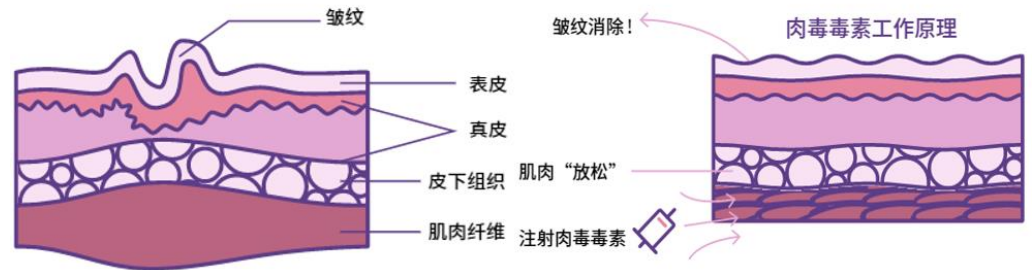 皱纹
表皮
真皮
皮下组织
肌肉纤维
肉毒毒素工作原理
皱纹消除！
肌肉“放松”
注射肉毒毒素